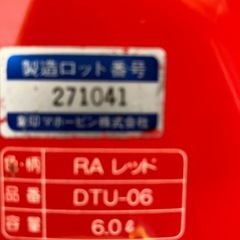 製造ロット番号
271041
象印マホービン株式会社
色・柄 RA レッド
品番 DTU-06
容量 6.0ℓ